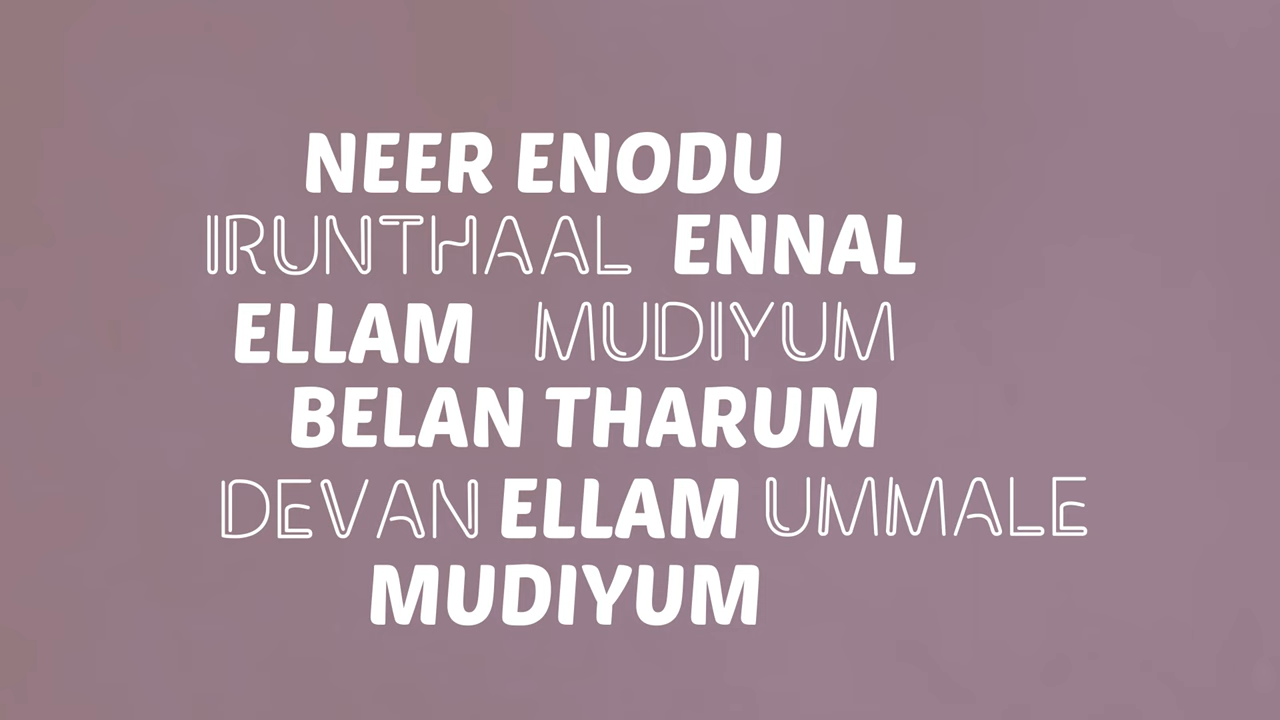 NEER ENODU
IRUNTHAAL ENNAL
ELLAM MUDIYUM
BELAN THARUM
DEVAN ELLAM UMMALE
MUDIYUM